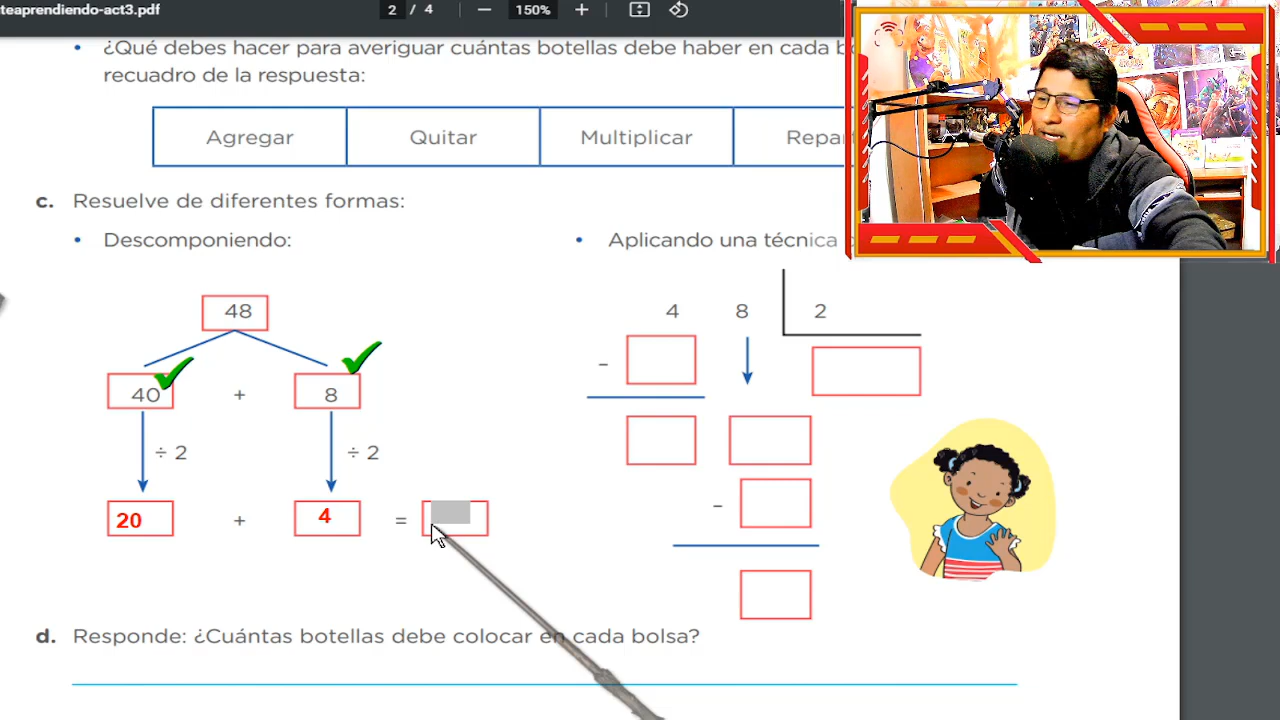 teaprendiendo-act3.pdf
2 / 4
150%
• ¿Qué debes hacer para averiguar cuántas botellas debe haber en cada
recuadro de la respuesta:
Agregar Quitar Multiplicar
c. Resuelve de diferentes formas:
• Descomponiendo:
• Aplicando una técnica
48
40 + 8
÷ 2 ÷ 2
20 + 4 =
4 8 2
–
–
d. Responde: ¿Cuántas botellas debe colocar en cada bolsa?